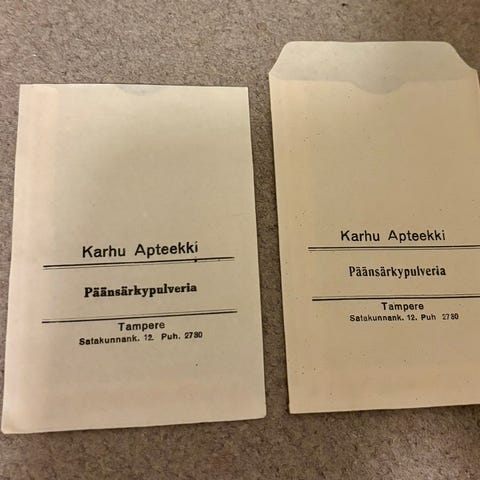 Karhu Apteekki
Päänsärkypulveria
Tampere
Satakunnank. 12. Puh. 2780
Karhu Apteekki
Päänsärkypulveria
Tampere
Satakunnank. 12. Puh 2780